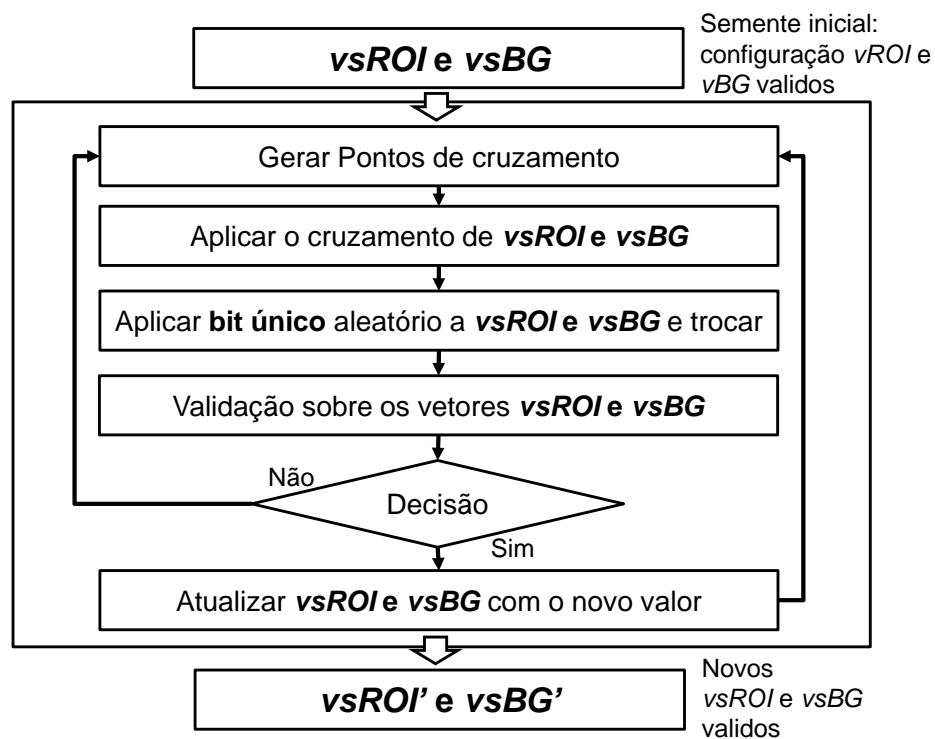 vsROI e vsBG
Semente inicial:
configuração vROI e
vBG validos
Gerar Pontos de cruzamento
Aplicar o cruzamento de vsROI e vsBG
Aplicar bit único aleatório a vsROI e vsBG e trocar
Validação sobre os vetores vsROI e vsBG
Não
Decisão
Sim
Atualizar vsROI e vsBG com o novo valor
vsROI’ e vsBG’
Novos
vsROI e vsBG
validos